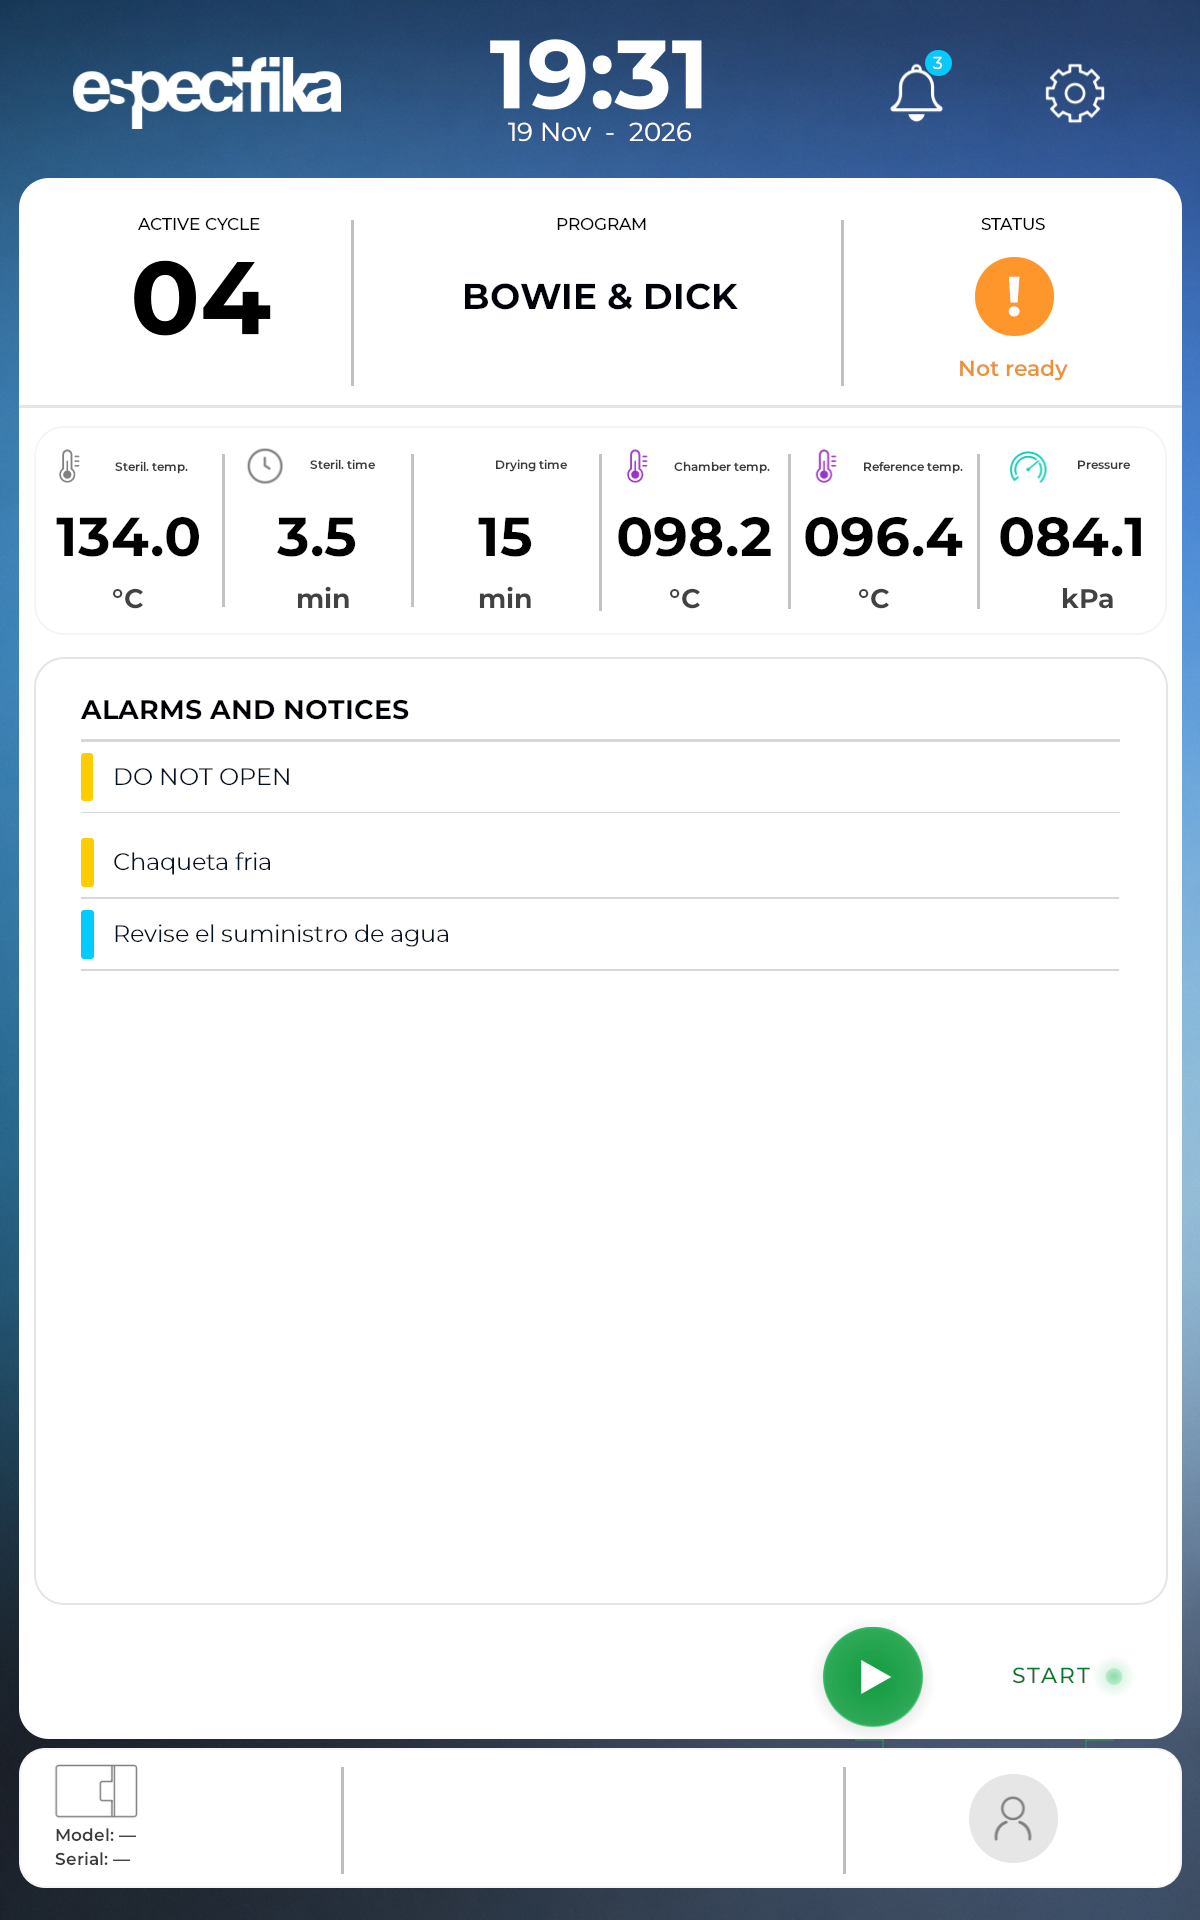 especifika
19:31
3
19 Nov - 2026
ACTIVE CYCLE
PROGRAM
STATUS
04
BOWIE & DICK
!
Not ready
Steril. temp.
Steril. time
Drying time
Chamber temp.
Reference temp.
Pressure
134.0
3.5
15
098.2
096.4
084.1
°C
min
min
°C
°C
kPa
ALARMS AND NOTICES
DO NOT OPEN
Chaqueta fria
Revise el suministro de agua
START
Model: —
Serial: —